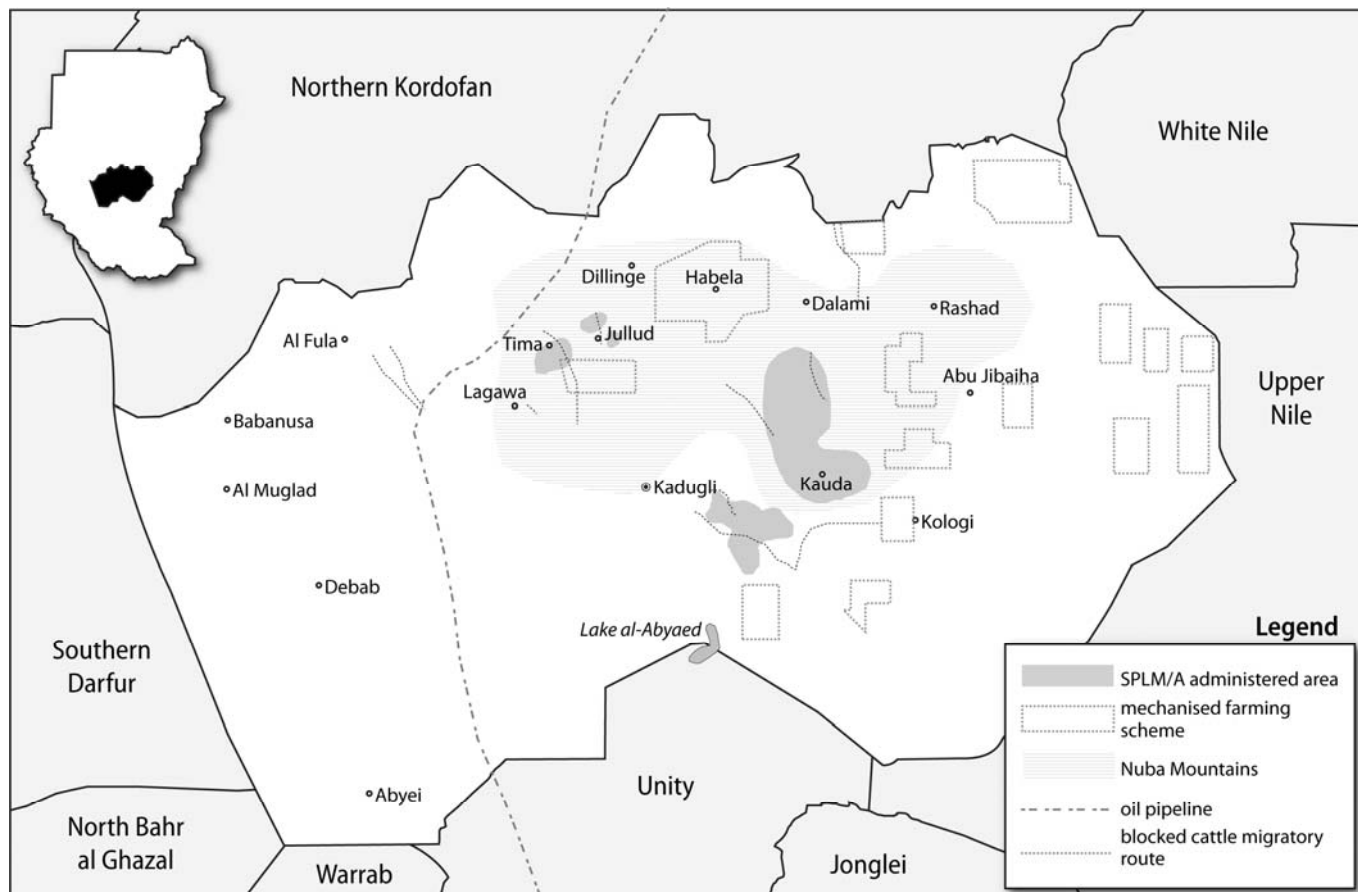 Northern Kordofan
White Nile
Dillinge
Habela
Dalami
Rashad
Al Fula
Tima
Jullud
Abu Jibaiha
Upper
Nile
Lagawa
Babanusa
Al Muglad
Kadugli
Kauda
Kologi
Debab
Lake al-Abyaed
Southern
Darfur
Abyei
Unity
North Bahr
al Ghazal
Warrab
Jonglei
Legend
SPLM/A administered area
mechanised farming
scheme
Nuba Mountains
oil pipeline
blocked cattle migratory
route